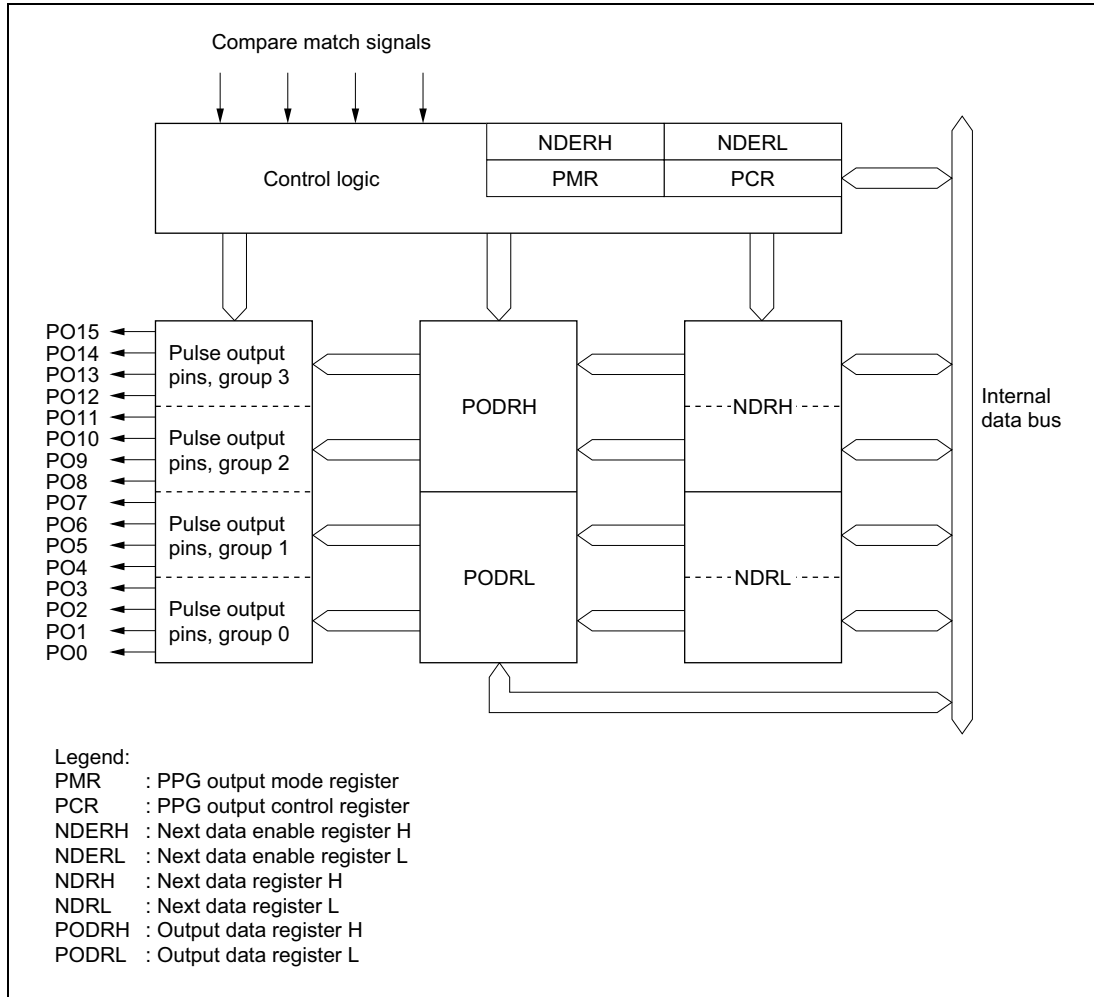 Compare match signals
NDERH
NDERL
Control logic
PMR
PCR
PO15
PO14
PO13
PO12
PO11
PO10
PO9
PO8
PO7
PO6
PO5
PO4
PO3
PO2
PO1
PO0
Pulse output
pins, group 3
Pulse output
pins, group 2
Pulse output
pins, group 1
Pulse output
pins, group 0
PODRH
PODRL
NDRH
NDRL
Internal
data bus
Legend:
PMR : PPG output mode register
PCR : PPG output control register
NDERH : Next data enable register H
NDERL : Next data enable register L
NDRH : Next data register H
NDRL : Next data register L
PODRH : Output data register H
PODRL : Output data register L